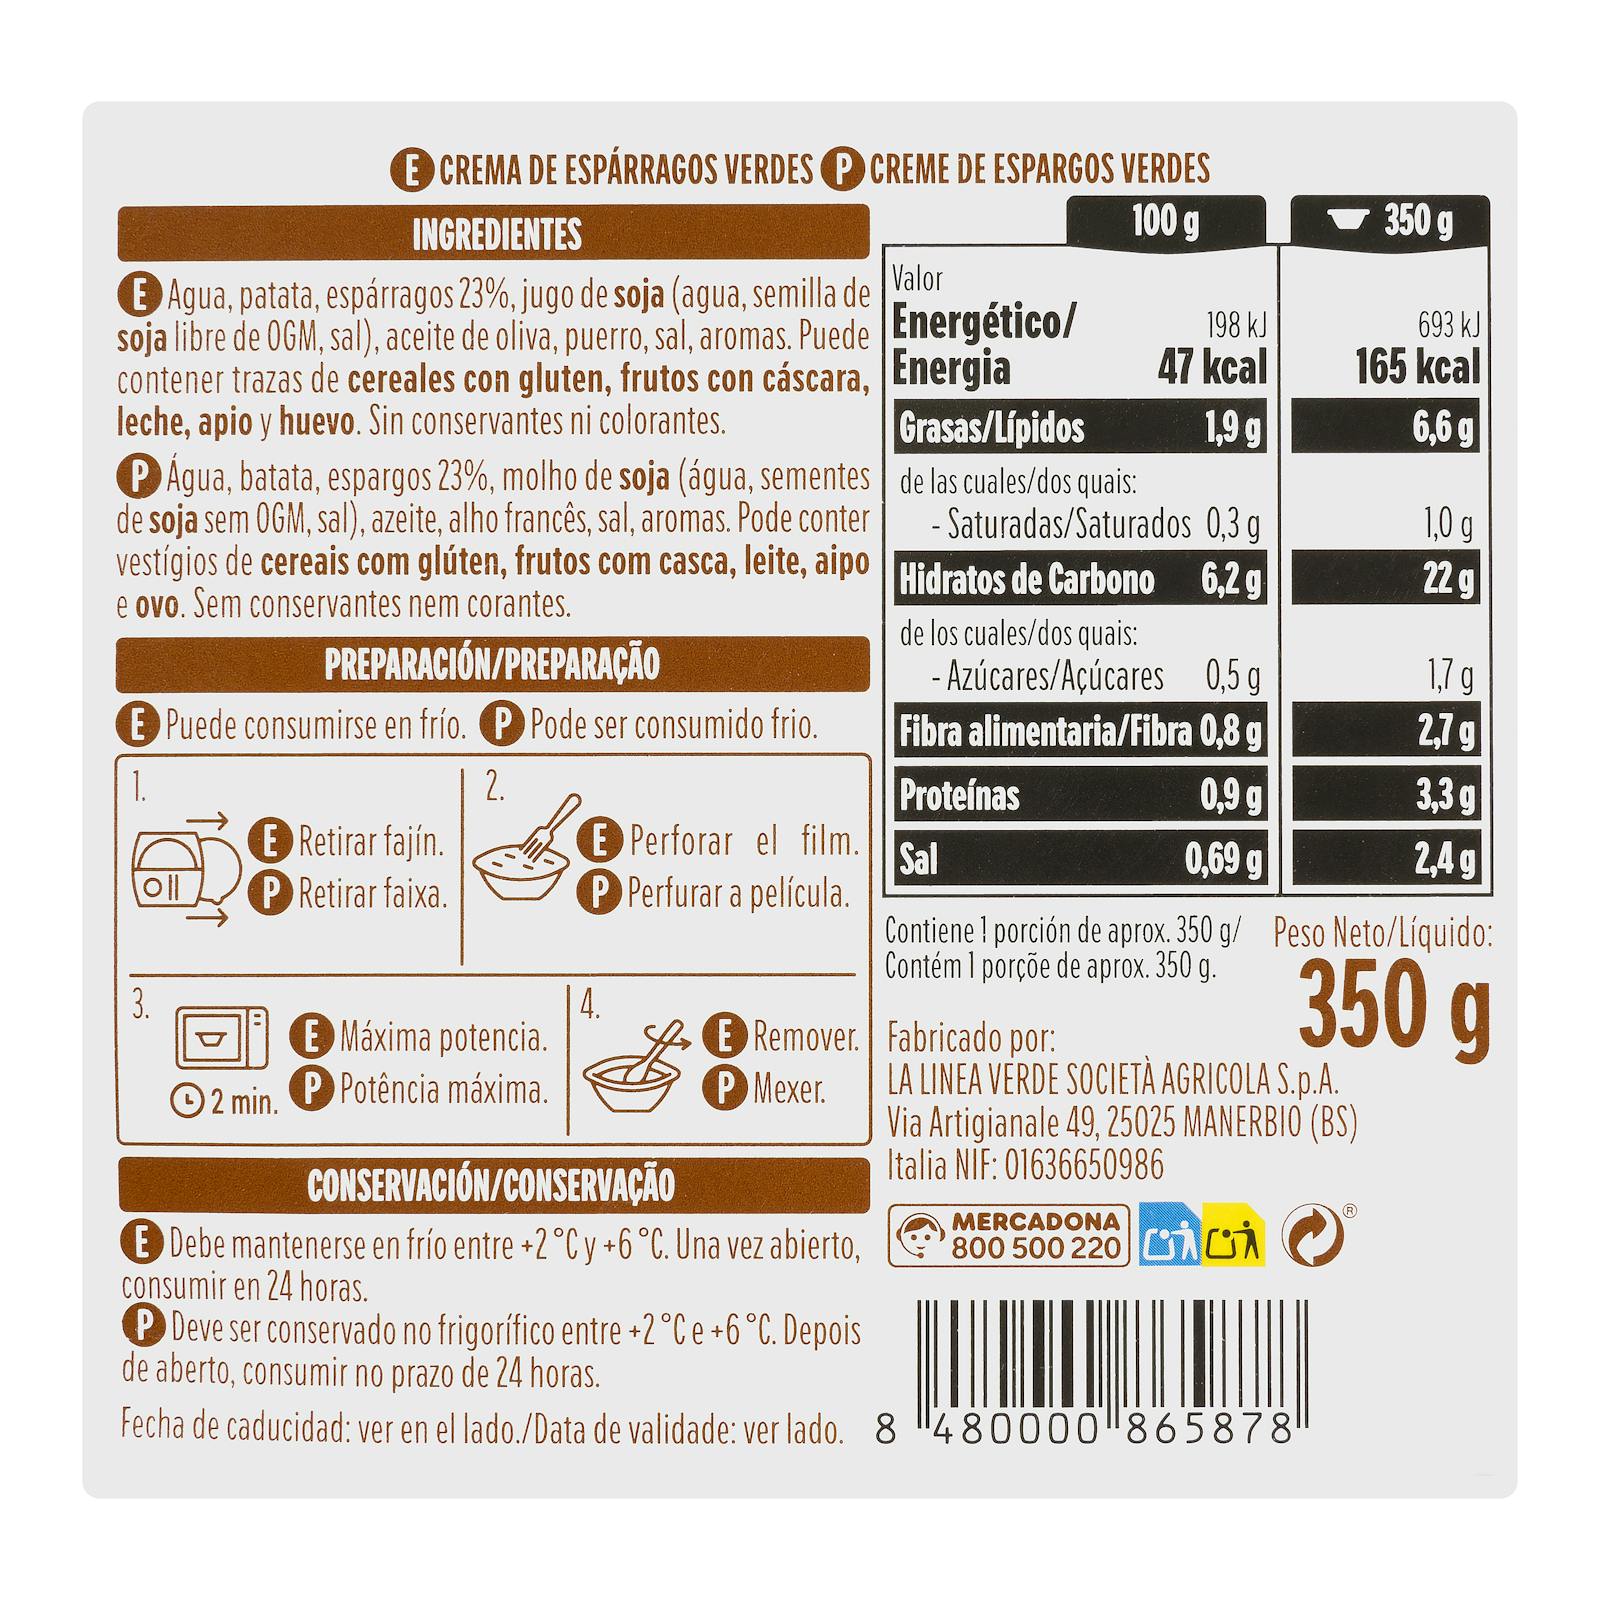 E CREMA DE ESPÁRRAGOS VERDES P CREME DE ESPARGOS VERDES
INGREDIENTES
E Agua, patata, espárragos 23%, jugo de soja (agua, semilla de
soja libre de OGM, sal), aceite de oliva, puerro, sal, aromas. Puede
contener trazas de cereales con gluten, frutos con cáscara,
leche, apio y huevo. Sin conservantes ni colorantes.
P Água, batata, espargos 23%, molho de soja (água, sementes
de soja sem OGM, sal), azeite, alho francês, sal, aromas. Pode conter
vestígios de cereais com glúten, frutos com casca, leite, aipo
e ovo. Sem conservantes nem corantes.
PREPARACIÓN/PREPARAÇÃO
E Puede consumirse en frío. P Pode ser consumido frio.
1.
E Retirar fajín.
P Retirar faixa.
2.
E Perforar el film.
P Perfurar a película.
3.
2 min.
E Máxima potencia.
P Potência máxima.
4.
E Remover.
P Mexer.
CONSERVACIÓN/CONSERVAÇÃO
E Debe mantenerse en frío entre +2 °C y +6 °C. Una vez abierto,
consumir en 24 horas.
P Deve ser conservado no frigorífico entre +2 °C e +6 °C. Depois
de aberto, consumir no prazo de 24 horas.
Fecha de caducidad: ver en el lado./Data de validade: ver lado.
100 g 350 g
Valor
Energético/ 198 kJ 693 kJ
Energia 47 kcal 165 kcal
Grasas/Lípidos 1,9 g 6,6 g
de las cuales/dos quais:
- Saturadas/Saturados 0,3 g 1,0 g
Hidratos de Carbono 6,2 g 22 g
de los cuales/dos quais:
- Azúcares/Açúcares 0,5 g 1,7 g
Fibra alimentaria/Fibra 0,8 g 2,7 g
Proteínas 0,9 g 3,3 g
Sal 0,69 g 2,4 g
Contiene 1 porción de aprox. 350 g/
Contém 1 porçõe de aprox. 350 g.
Peso Neto/Líquido:
350 g
Fabricado por:
LA LINEA VERDE SOCIETÀ AGRICOLA S.p.A.
Via Artigianale 49, 25025 MANERBIO (BS)
Italia NIF: 01636650986
MERCADONA
800 500 220
®
8 480000 865878